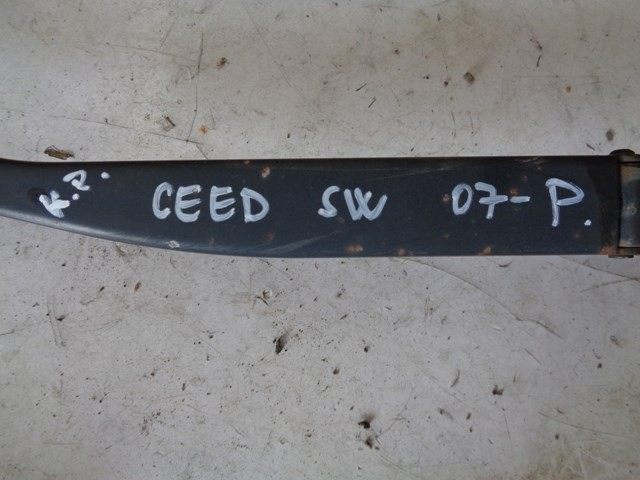 K.P. CEED SW 07- P.